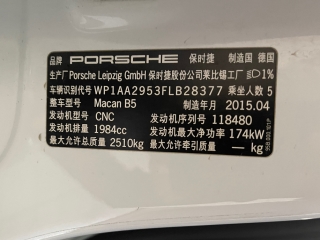 品牌 PORSCHE 保时捷 制造国 德国
生产厂 Porsche Leipzig GmbH 保时捷股份公司莱比锡工厂 1%
车辆识别代号 WP1AA2953FLB28377 乘坐人数 5
整车型号 Macan B5 制造年月 2015.04
发动机型号 CNC 发动机序号 118480
发动机排量 1984cc 发动机最大净功率 174kW
最大允许总质量 2510kg 最大允许牵引质量 — kg